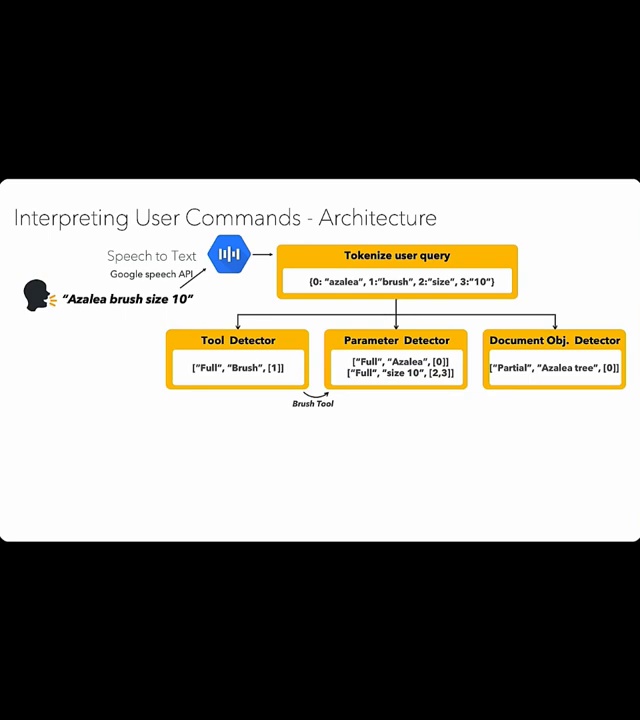 Interpreting User Commands - Architecture
Speech to Text
Google speech API
“Azalea brush size 10”
Tokenize user query
{0: “azalea”, 1:”brush”, 2:”size”, 3:”10”}
Tool Detector
[“Full”, “Brush”, [1]]
Parameter Detector
[“Full”, “Azalea”, [0]]
[“Full”, “size 10”, [2,3]]
Document Obj. Detector
[“Partial”, “Azalea tree”, [0]]
Brush Tool